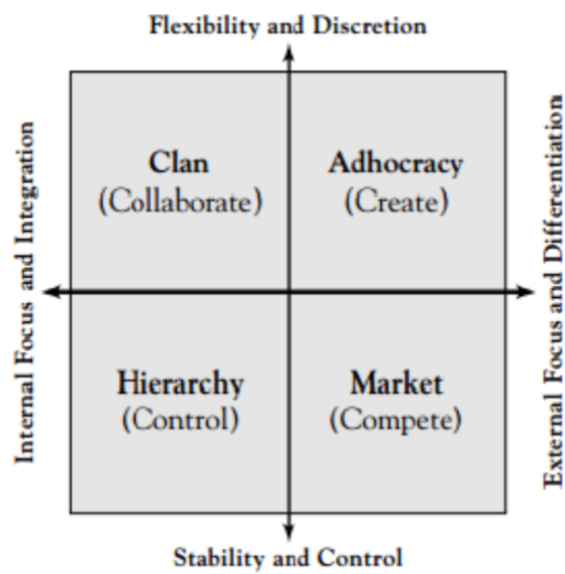 Flexibility and Discretion
Internal Focus and Integration
Clan
(Collaborate)
Adhocracy
(Create)
External Focus and Differentiation
Hierarchy
(Control)
Market
(Compete)
Stability and Control